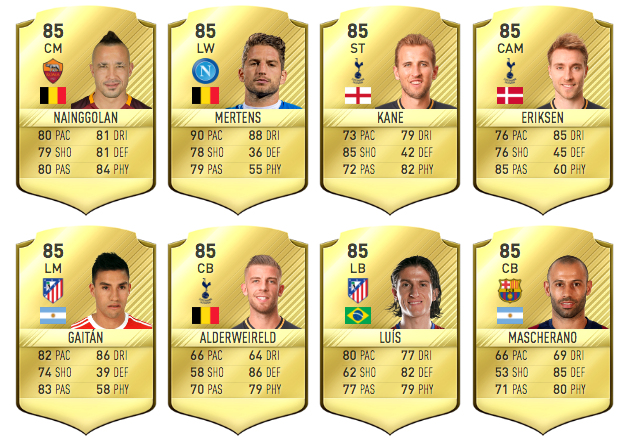 85
CM
NAINGGOLAN
80 PAC 81 DRI
79 SHO 81 DEF
80 PAS 84 PHY
85
LW
N
MERTENS
90 PAC 88 DRI
78 SHO 36 DEF
79 PAS 55 PHY
85
ST
KANE
73 PAC 79 DRI
85 SHO 42 DEF
72 PAS 82 PHY
85
CAM
ERIKSEN
76 PAC 85 DRI
76 SHO 45 DEF
85 PAS 60 PHY
85
LM
GAITÁN
82 PAC 86 DRI
74 SHO 39 DEF
83 PAS 58 PHY
85
CB
ALDERWEIRELD
66 PAC 64 DRI
58 SHO 86 DEF
70 PAS 79 PHY
85
LB
LUÍS
80 PAC 77 DRI
62 SHO 82 DEF
77 PAS 79 PHY
85
CB
MASCHERANO
66 PAC 69 DRI
53 SHO 85 DEF
71 PAS 80 PHY